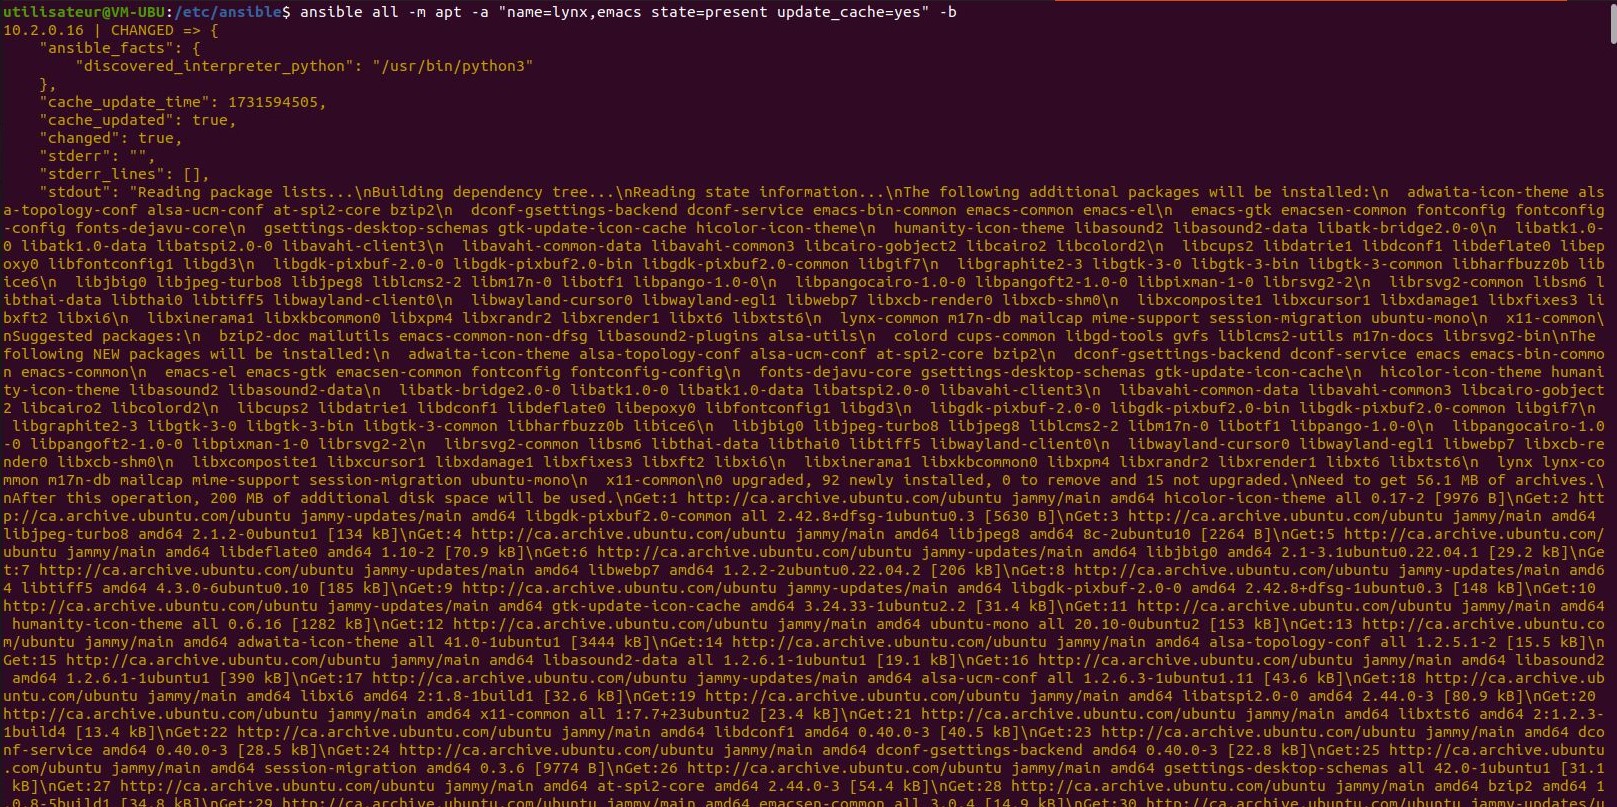 utilisateur@VM-UBU:/etc/ansible$ ansible all -m apt -a "name=lynx,emacs state=present update_cache=yes" -b
10.2.0.16 | CHANGED => {
    "ansible_facts": {
        "discovered_interpreter_python": "/usr/bin/python3"
    },
    "cache_update_time": 1731594505,
    "cache_updated": true,
    "changed": true,
    "stderr": "",
    "stderr_lines": [],
    "stdout": "Reading package lists...\nBuilding dependency tree...\nReading state information...\nThe following additional packages will be installed:\n  adwaita-icon-theme als
a-topology-conf alsa-ucm-conf at-spi2-core bzip2\n  dconf-gsettings-backend dconf-service emacs-bin-common emacs-common emacs-el\n  emacs-gtk emacsen-common fontconfig fontconfig
-config fonts-dejavu-core\n  gsettings-desktop-schemas gtk-update-icon-cache hicolor-icon-theme\n  humanity-icon-theme libasound2 libasound2-data libatk-bridge2.0-0\n  libatk1.0-
0 libatk1.0-data libatspi2.0-0 libavahi-client3\n  libavahi-common-data libavahi-common3 libcairo-gobject2 libcairo2 libcolord2\n  libcups2 libdatrie1 libdconf1 libdeflate0 libep
oxy0 libfontconfig1 libgd3\n  libgdk-pixbuf-2.0-0 libgdk-pixbuf2.0-bin libgdk-pixbuf2.0-common libgif7\n  libgraphite2-3 libgtk-3-0 libgtk-3-bin libgtk-3-common libharfbuzz0b lib
ice6\n  libjbig0 libjpeg-turbo8 libjpeg8 liblcms2-2 libm17n-0 libotf1 libpango-1.0-0\n  libpangocairo-1.0-0 libpangoft2-1.0-0 libpixman-1-0 librsvg2-2\n  librsvg2-common libsm6 l
ibthai-data libthai0 libtiff5 libwayland-client0\n  libwayland-cursor0 libwayland-egl1 libwebp7 libxcb-render0 libxcb-shm0\n  libxcomposite1 libxcursor1 libxdamage1 libxfixes3 li
bxft2 libxi6\n  libxinerama1 libxkbcommon0 libxpm4 libxrandr2 libxrender1 libxt6 libxtst6\n  lynx-common m17n-db mailcap mime-support session-migration ubuntu-mono\n  x11-common\
nSuggested packages:\n  bzip2-doc mailutils emacs-common-non-dfsg libasound2-plugins alsa-utils\n  colord cups-common libgd-tools gvfs liblcms2-utils m17n-docs librsvg2-bin\nThe 
following NEW packages will be installed:\n  adwaita-icon-theme alsa-topology-conf alsa-ucm-conf at-spi2-core bzip2\n  dconf-gsettings-backend dconf-service emacs emacs-bin-commo
n emacs-common\n  emacs-el emacs-gtk emacsen-common fontconfig fontconfig-config\n  fonts-dejavu-core gsettings-desktop-schemas gtk-update-icon-cache\n  hicolor-icon-theme humani
ty-icon-theme libasound2 libasound2-data\n  libatk-bridge2.0-0 libatk1.0-0 libatk1.0-data libatspi2.0-0 libavahi-client3\n  libavahi-common-data libavahi-common3 libcairo-gobject
2 libcairo2 libcolord2\n  libcups2 libdatrie1 libdconf1 libdeflate0 libepoxy0 libfontconfig1 libgd3\n  libgdk-pixbuf-2.0-0 libgdk-pixbuf2.0-bin libgdk-pixbuf2.0-common libgif7\n 
 libgraphite2-3 libgtk-3-0 libgtk-3-bin libgtk-3-common libharfbuzz0b libice6\n  libjbig0 libjpeg-turbo8 libjpeg8 liblcms2-2 libm17n-0 libotf1 libpango-1.0-0\n  libpangocairo-1.0
-0 libpangoft2-1.0-0 libpixman-1-0 librsvg2-2\n  librsvg2-common libsm6 libthai-data libthai0 libtiff5 libwayland-client0\n  libwayland-cursor0 libwayland-egl1 libwebp7 libxcb-re
nder0 libxcb-shm0\n  libxcomposite1 libxcursor1 libxdamage1 libxfixes3 libxft2 libxi6\n  libxinerama1 libxkbcommon0 libxpm4 libxrandr2 libxrender1 libxt6 libxtst6\n  lynx lynx-co
mmon m17n-db mailcap mime-support session-migration ubuntu-mono\n  x11-common\n0 upgraded, 92 newly installed, 0 to remove and 15 not upgraded.\nNeed to get 56.1 MB of archives.\
nAfter this operation, 200 MB of additional disk space will be used.\nGet:1 http://ca.archive.ubuntu.com/ubuntu jammy/main amd64 hicolor-icon-theme all 0.17-2 [9976 B]\nGet:2 htt
p://ca.archive.ubuntu.com/ubuntu jammy-updates/main amd64 libgdk-pixbuf2.0-common all 2.42.8+dfsg-1ubuntu0.3 [5630 B]\nGet:3 http://ca.archive.ubuntu.com/ubuntu jammy/main amd64 
libjpeg-turbo8 amd64 2.1.2-0ubuntu1 [134 kB]\nGet:4 http://ca.archive.ubuntu.com/ubuntu jammy/main amd64 libjpeg8 amd64 8c-2ubuntu10 [2264 B]\nGet:5 http://ca.archive.ubuntu.com/
ubuntu jammy/main amd64 libdeflate0 amd64 1.10-2 [70.9 kB]\nGet:6 http://ca.archive.ubuntu.com/ubuntu jammy-updates/main amd64 libjbig0 amd64 2.1-3.1ubuntu0.22.04.1 [29.2 kB]\nGe
t:7 http://ca.archive.ubuntu.com/ubuntu jammy-updates/main amd64 libwebp7 amd64 1.2.2-2ubuntu0.22.04.2 [206 kB]\nGet:8 http://ca.archive.ubuntu.com/ubuntu jammy-updates/main amd6
4 libtiff5 amd64 4.3.0-6ubuntu0.10 [185 kB]\nGet:9 http://ca.archive.ubuntu.com/ubuntu jammy-updates/main amd64 libgdk-pixbuf-2.0-0 amd64 2.42.8+dfsg-1ubuntu0.3 [148 kB]\nGet:10 
http://ca.archive.ubuntu.com/ubuntu jammy-updates/main amd64 gtk-update-icon-cache amd64 3.24.33-1ubuntu2.2 [31.4 kB]\nGet:11 http://ca.archive.ubuntu.com/ubuntu jammy/main amd64
 humanity-icon-theme all 0.6.16 [1282 kB]\nGet:12 http://ca.archive.ubuntu.com/ubuntu jammy/main amd64 ubuntu-mono all 20.10-0ubuntu2 [153 kB]\nGet:13 http://ca.archive.ubuntu.co
m/ubuntu jammy/main amd64 adwaita-icon-theme all 41.0-1ubuntu1 [3444 kB]\nGet:14 http://ca.archive.ubuntu.com/ubuntu jammy/main amd64 alsa-topology-conf all 1.2.5.1-2 [15.5 kB]\n
Get:15 http://ca.archive.ubuntu.com/ubuntu jammy/main amd64 libasound2-data all 1.2.6.1-1ubuntu1 [19.1 kB]\nGet:16 http://ca.archive.ubuntu.com/ubuntu jammy/main amd64 libasound2
 amd64 1.2.6.1-1ubuntu1 [390 kB]\nGet:17 http://ca.archive.ubuntu.com/ubuntu jammy-updates/main amd64 alsa-ucm-conf all 1.2.6.3-1ubuntu1.11 [43.6 kB]\nGet:18 http://ca.archive.ub
untu.com/ubuntu jammy/main amd64 libxi6 amd64 2:1.8-1build1 [32.6 kB]\nGet:19 http://ca.archive.ubuntu.com/ubuntu jammy/main amd64 libatspi2.0-0 amd64 2.44.0-3 [80.9 kB]\nGet:20 
http://ca.archive.ubuntu.com/ubuntu jammy/main amd64 x11-common all 1:7.7+23ubuntu2 [23.4 kB]\nGet:21 http://ca.archive.ubuntu.com/ubuntu jammy/main amd64 libxtst6 amd64 2:1.2.3-
1build4 [13.4 kB]\nGet:22 http://ca.archive.ubuntu.com/ubuntu jammy/main amd64 libdconf1 amd64 0.40.0-3 [40.5 kB]\nGet:23 http://ca.archive.ubuntu.com/ubuntu jammy/main amd64 dco
nf-service amd64 0.40.0-3 [28.5 kB]\nGet:24 http://ca.archive.ubuntu.com/ubuntu jammy/main amd64 dconf-gsettings-backend amd64 0.40.0-3 [22.8 kB]\nGet:25 http://ca.archive.ubuntu
.com/ubuntu jammy/main amd64 session-migration amd64 0.3.6 [9774 B]\nGet:26 http://ca.archive.ubuntu.com/ubuntu jammy/main amd64 gsettings-desktop-schemas all 42.0-1ubuntu1 [31.1
 kB]\nGet:27 http://ca.archive.ubuntu.com/ubuntu jammy/main amd64 at-spi2-core amd64 2.44.0-3 [54.4 kB]\nGet:28 http://ca.archive.ubuntu.com/ubuntu jammy/main amd64 bzip2 amd64 1
.0.8-5build1 [34.8 kB]\nGet:29 http://ca.archive.ubuntu.com/ubuntu jammy/main amd64 emacsen-common all 3.0.4 [14.9 kB]\nGet:30 http://ca.archive.ubuntu.com/ubuntu jammy-updates/u